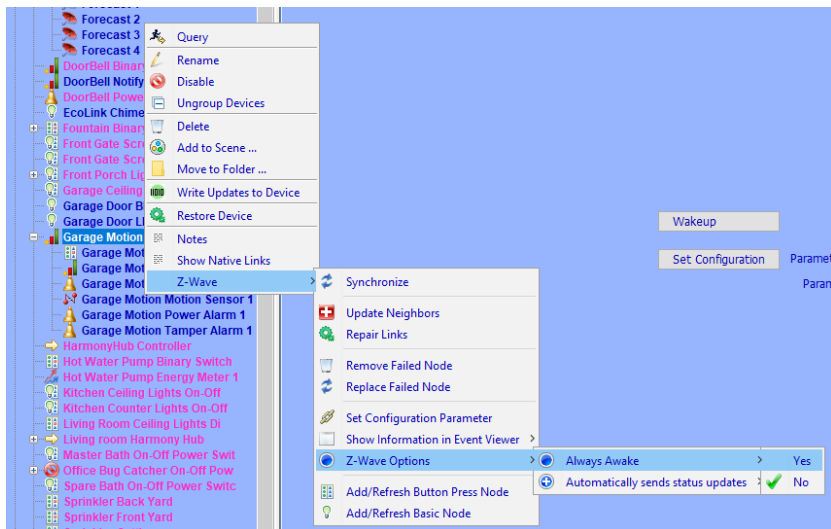 Forecast 2
Forecast 3
Forecast 4
DoorBell Binary
DoorBell Notify
DoorBell Powe
EcoLink Chime
Fountain Binary
Front Gate Scr
Front Gate Scr
Front Porch Lig
Garage Ceiling
Garage Door B
Garage Door LI
Garage Motion
Garage Mot
Garage Mot
Garage Mot
Garage Motion Motion Sensor 1
Garage Motion Power Alarm 1
Garage Motion Tamper Alarm 1
HarmonyHub Controller
Hot Water Pump Binary Switch
Hot Water Pump Energy Meter 1
Kitchen Ceiling Lights On-Off
Kitchen Counter Lights On-Off
Living Room Ceiling Lights Di
Living room Harmony Hub
Master Bath On-Off Power Swit
Office Bug Catcher On-Off Pow
Spare Bath On-Off Power Switc
Sprinkler Back Yard
Sprinkler Front Yard
Query
Rename
Disable
Ungroup Devices
Delete
Add to Scene ...
Move to Folder ...
Write Updates to Device
Restore Device
Notes
Show Native Links
Z-Wave
Synchronize
Update Neighbors
Repair Links
Remove Failed Node
Replace Failed Node
Set Configuration Parameter
Show Information in Event Viewer
Z-Wave Options
Add/Refresh Button Press Node
Add/Refresh Basic Node
Always Awake
Automatically sends status updates
Yes
No
Wakeup
Set Configuration
Paramet
Param